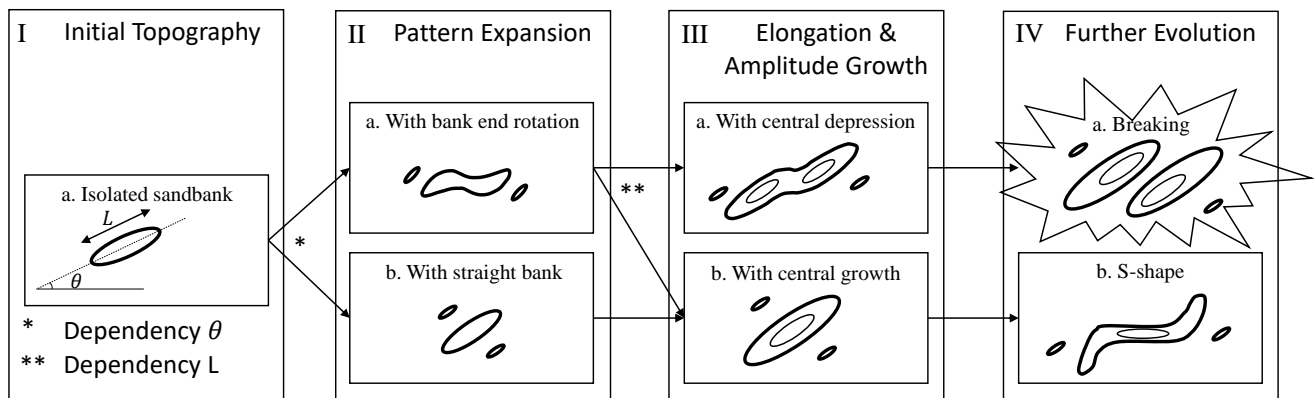 I Initial Topography
a. Isolated sandbank
L
θ
* Dependency θ
** Dependency L
*
II Pattern Expansion
a. With bank end rotation
b. With straight bank
**
III Elongation &
Amplitude Growth
a. With central depression
b. With central growth
IV Further Evolution
a. Breaking
b. S-shape